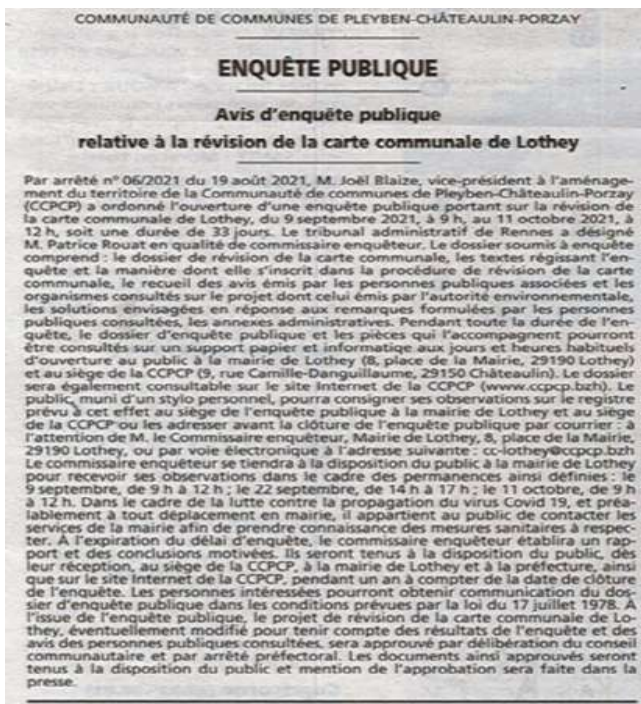 COMMUNAUTÉ DE COMMUNES DE PLEYBEN-CHÂTEAULIN-PORZAY
ENQUÊTE PUBLIQUE
Avis d'enquête publique
relative à la révision de la carte communale de Lothey
Par arrêté n° 06/2021 du 19 août 2021, M. Joël Blaize, vice-président à l'aménage-
ment du territoire de la Communauté de communes de Pleyben-Châteaulin-Porzay
(CCPCP) a ordonné l'ouverture d'une enquête publique portant sur la révision de
la carte communale de Lothey, du 9 septembre 2021, à 9 h, au 11 octobre 2021, à
12 h, soit une durée de 33 jours. Le tribunal administratif de Rennes a désigné
M. Patrice Rouat en qualité de commissaire enquêteur. Le dossier soumis à enquête
comprend : le dossier de révision de la carte communale, les textes régissant l'en-
quête et la manière dont elle s'inscrit dans la procédure de révision de la carte
communale, le recueil des avis émis par les personnes publiques associées et les
organismes consultés sur le projet dont celui émis par l'autorité environnementale,
les solutions envisagées en réponse aux remarques formulées par les personnes
publiques consultées, les annexes administratives. Pendant toute la durée de l'en-
quête, le dossier d'enquête publique et les pièces qui l'accompagnent pourront
être consultés sur un support papier et informatiqe aux jours et heures habituels
d'ouverture au public à la mairie de Lothey (8, place de la Mairie, 29190 Lothey)
et au siège de la CCPCP (9, rue Camille-Danguillaume, 29150 Châteaulin). Le dossier
sera également consultable sur le site Internet de la CCPCP (www.ccpcp.bzh). Le
public, muni d'un stylo personnel, pourra consigner ses observations sur le registre
prévu à cet effet au siège de l'enquête publique à la mairie de Lothey et au siège
de la CCPCP ou les adresser avant la clôture de l'enquête publique par courrier : à
l'attention de M. le Commissaire enquêteur, Mairie de Lothey, 8, place de la Mairie,
29190 Lothey, ou par voie électronique à l'adresse suivante : cc-lothey@ccpcp.bzh
Le commissaire enquêteur se tiendra à la disposition du public à la mairie de Lothey
pour recevoir ses observations dans le cadre des permanences ainsi définies : le
9 septembre, de 9 h à 12 h ; le 22 septembre, de 14 h à 17 h ; le 11 octobre, de 9 h
à 12 h. Dans le cadre de la lutte contre la propagation du virus Covid 19, et préa-
lablement à tout déplacement en mairie, il appartient au public de contacter les
services de la mairie afin de prendre connaissance des mesures sanitaires à respec-
ter. À l'expiration du délai d'enquête, le commissaire enquêteur établira un rap-
port et des conclusions motivées. Ils seront tenus à la disposition du public, dès
leur réception, au siège de la CCPCP, à la mairie de Lothey et à la préfecture, ainsi
que sur le site Internet de la CCPCP, pendant un an à compter de la date de clôture
de l'enquête. Les personnes intéressées pourront obtenir communication du dos-
sier d'enquête publique dans les conditions prévues par la loi du 17 juillet 1978. À
l'issue de l'enquête publique, le projet de révision de la carte communale de Lo-
they, éventuellement modifié pour tenir compte des résultats de l'enquête et des
avis des personnes publiques consultées, sera approuvé par délibération du conseil
communautaire et par arrêté préfectoral. Les documents ainsi approuvés seront
tenus à la disposition du public et mention de l'approbation sera faite dans la
presse.